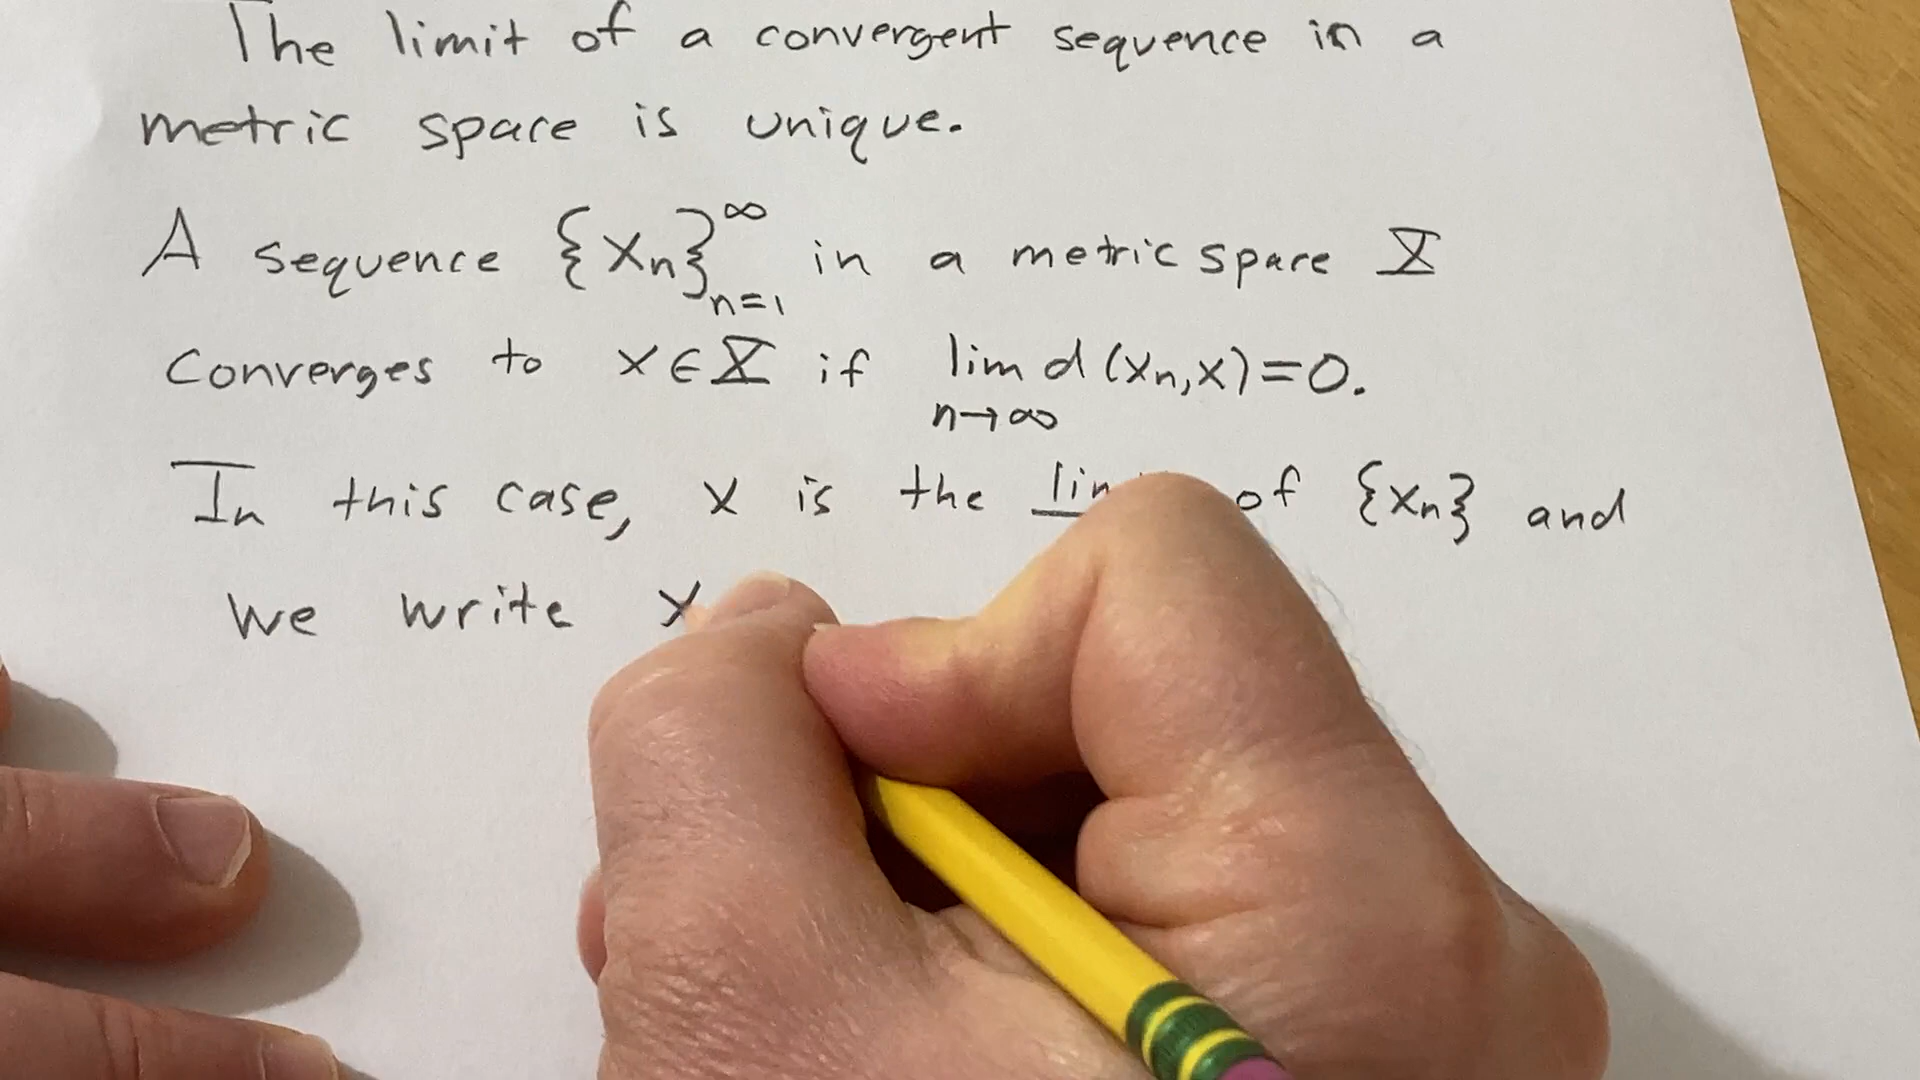 The limit of a convergent sequence in a
metric space is unique.
A sequence {xn}∞n=1 in a metric space X
Converges to x∈X if lim n→∞ d(xn,x)=0.
In this case, x is the of {xn} and
we write x